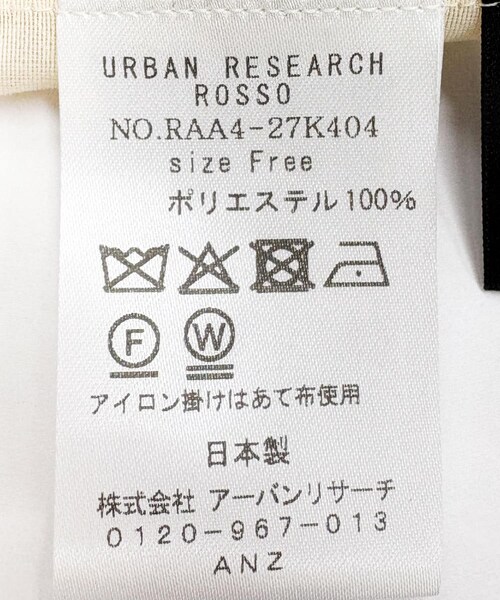 URBAN RESEARCH
ROSSO
NO.RAA4-27K404
size Free
ポリエステル100%
F W
アイロン掛けはあて布使用
日本製
株式会社 アーバンリサーチ
0120-967-013
ANZ